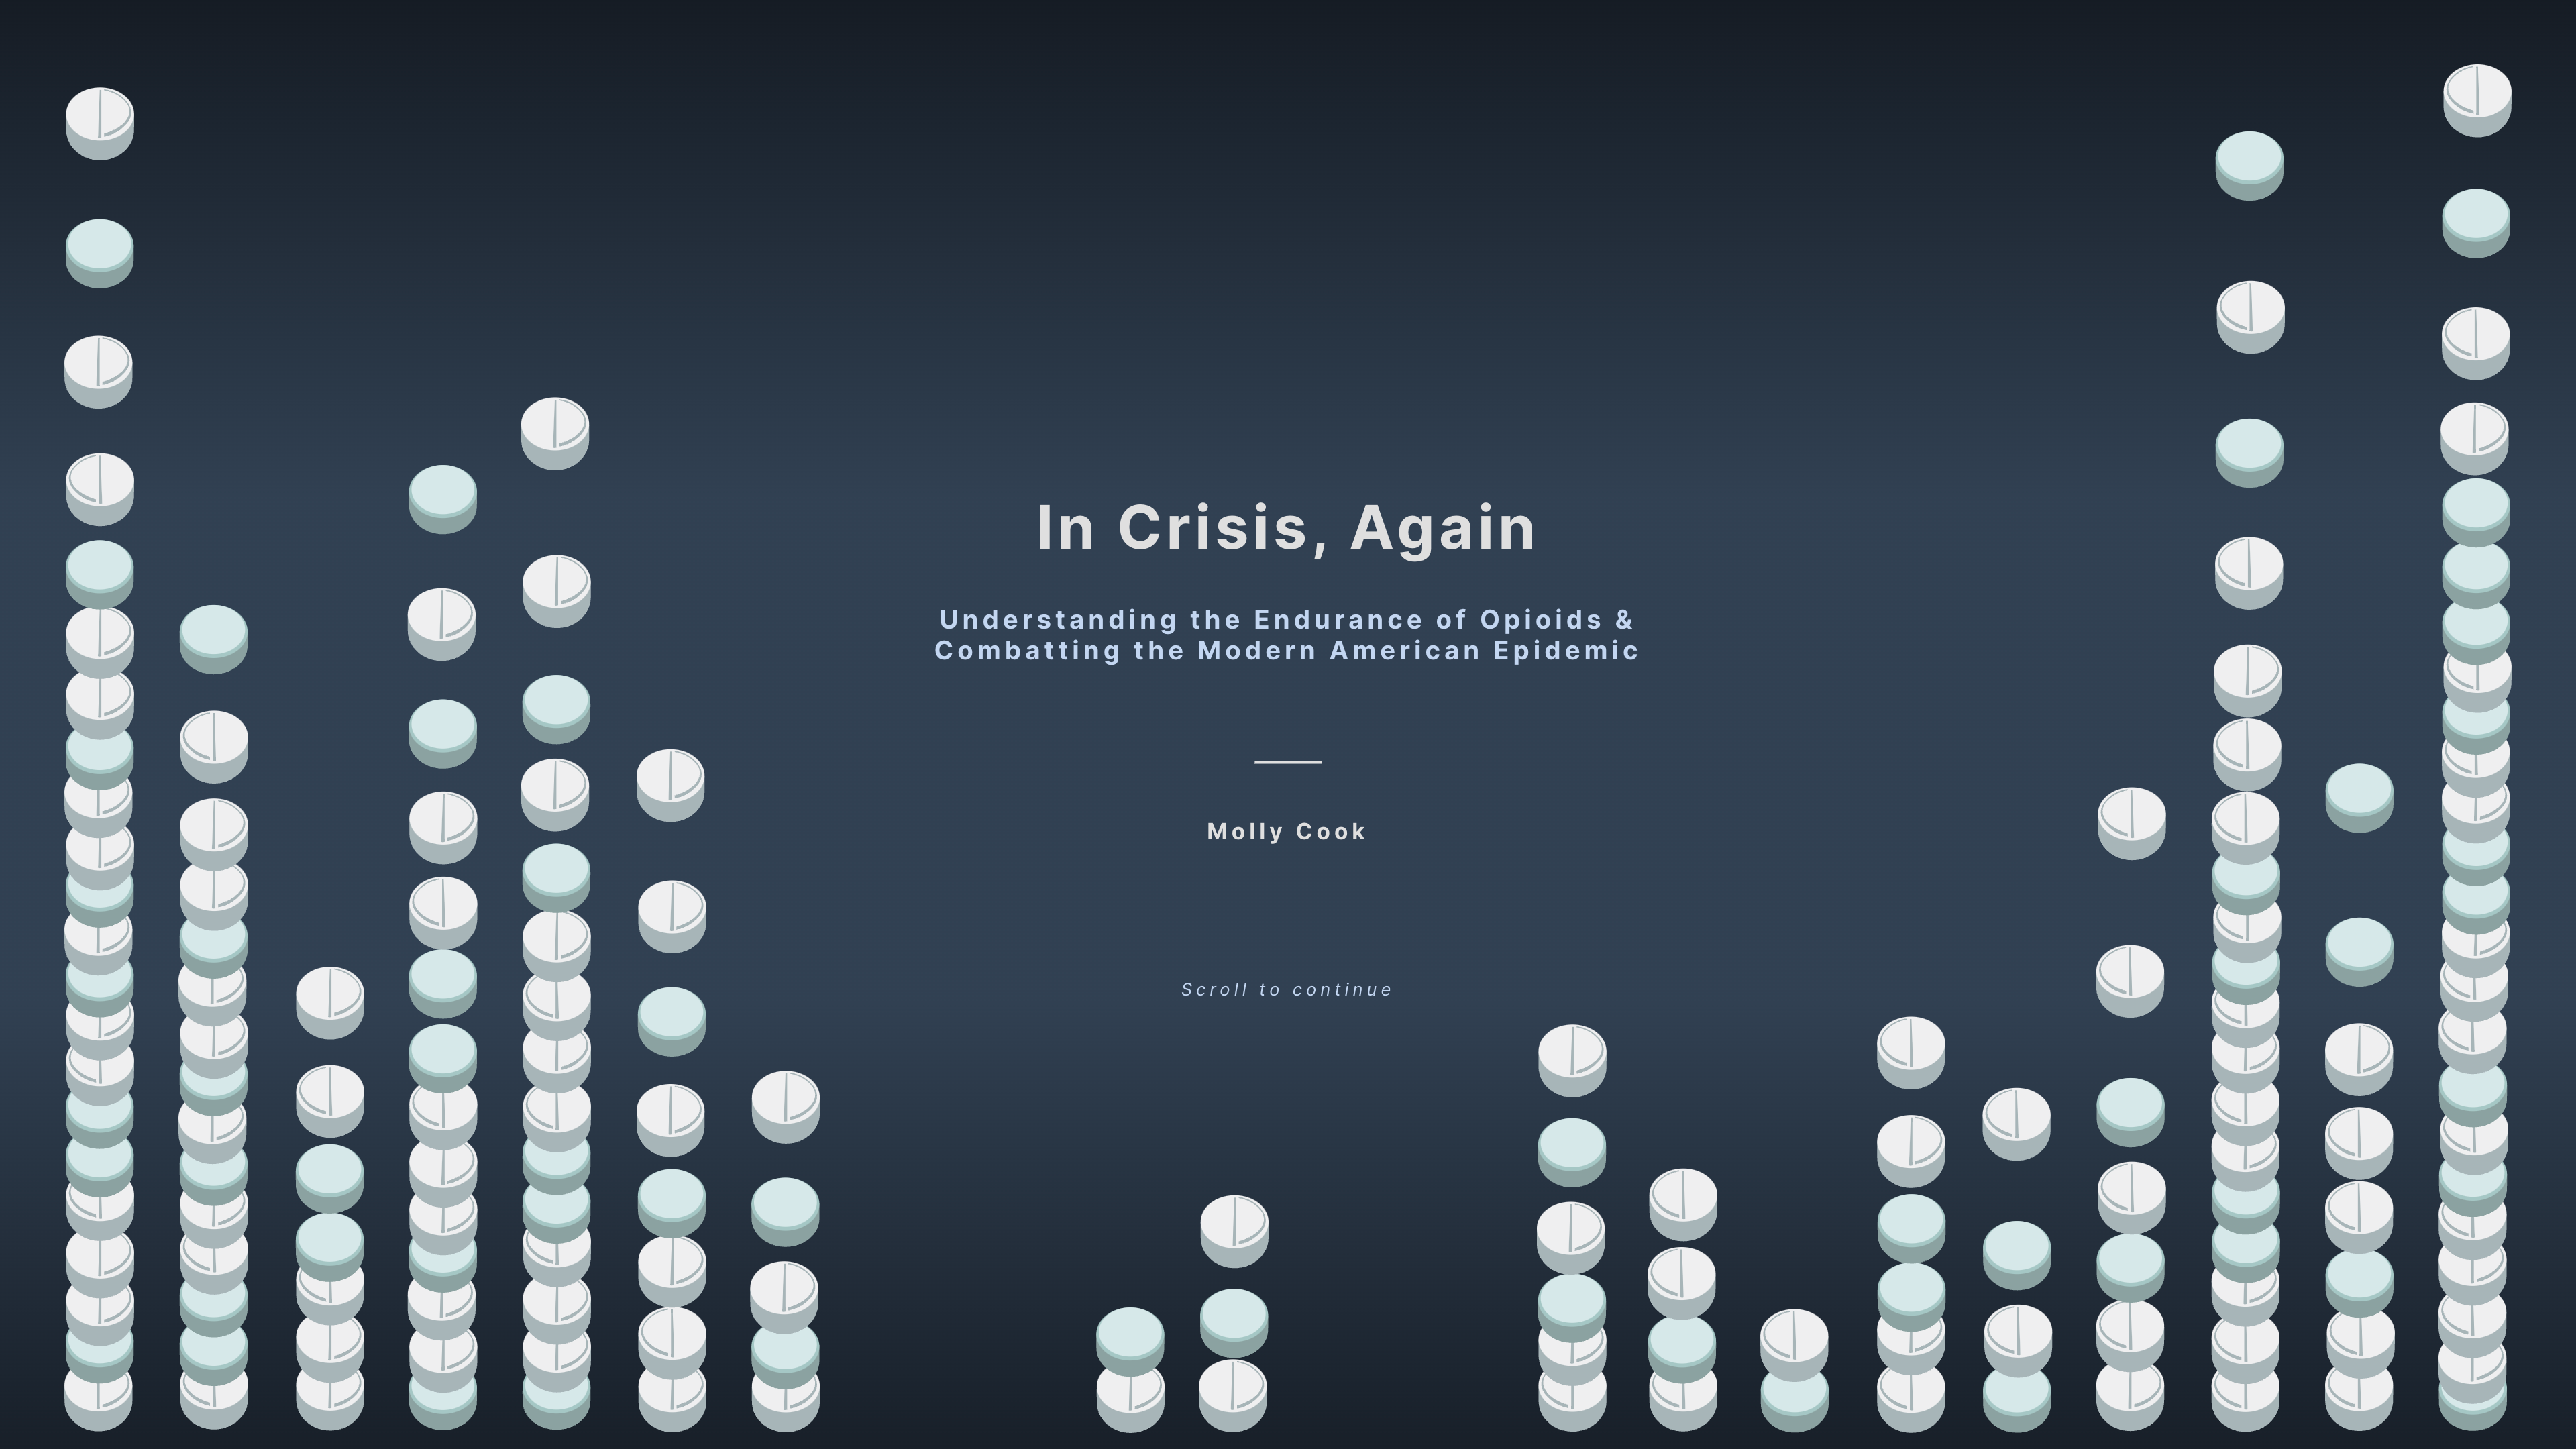 In Crisis, Again
Understanding the Endurance of Opioids &
Combatting the Modern American Epidemic
Molly Cook
Scroll to continue